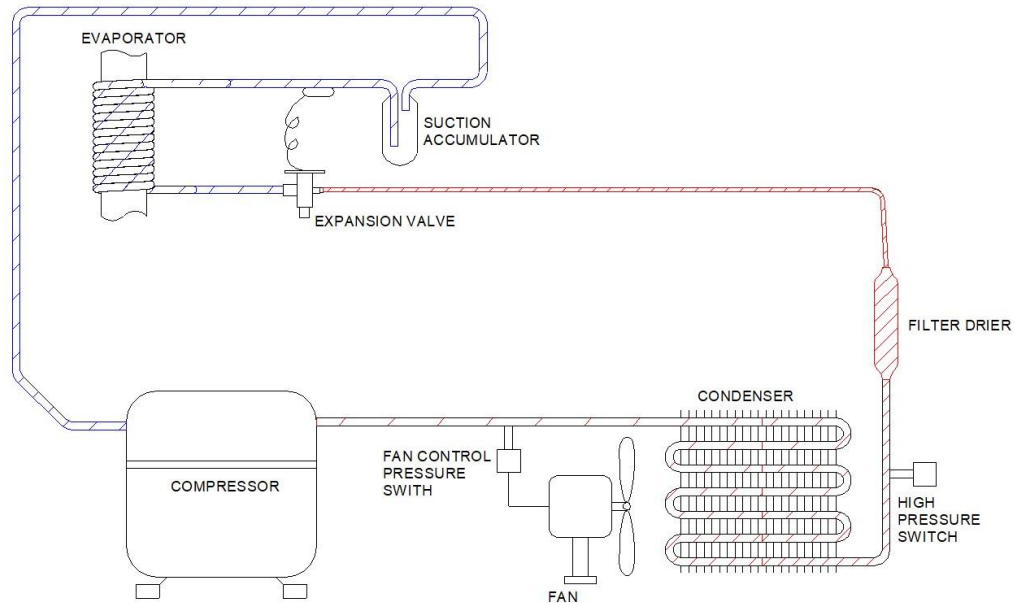 EVAPORATOR
SUCTION
ACCUMULATOR
EXPANSION VALVE
FILTER DRIER
CONDENSER
FAN CONTROL
PRESSURE
SWITH
COMPRESSOR
HIGH
PRESSURE
SWITCH
FAN